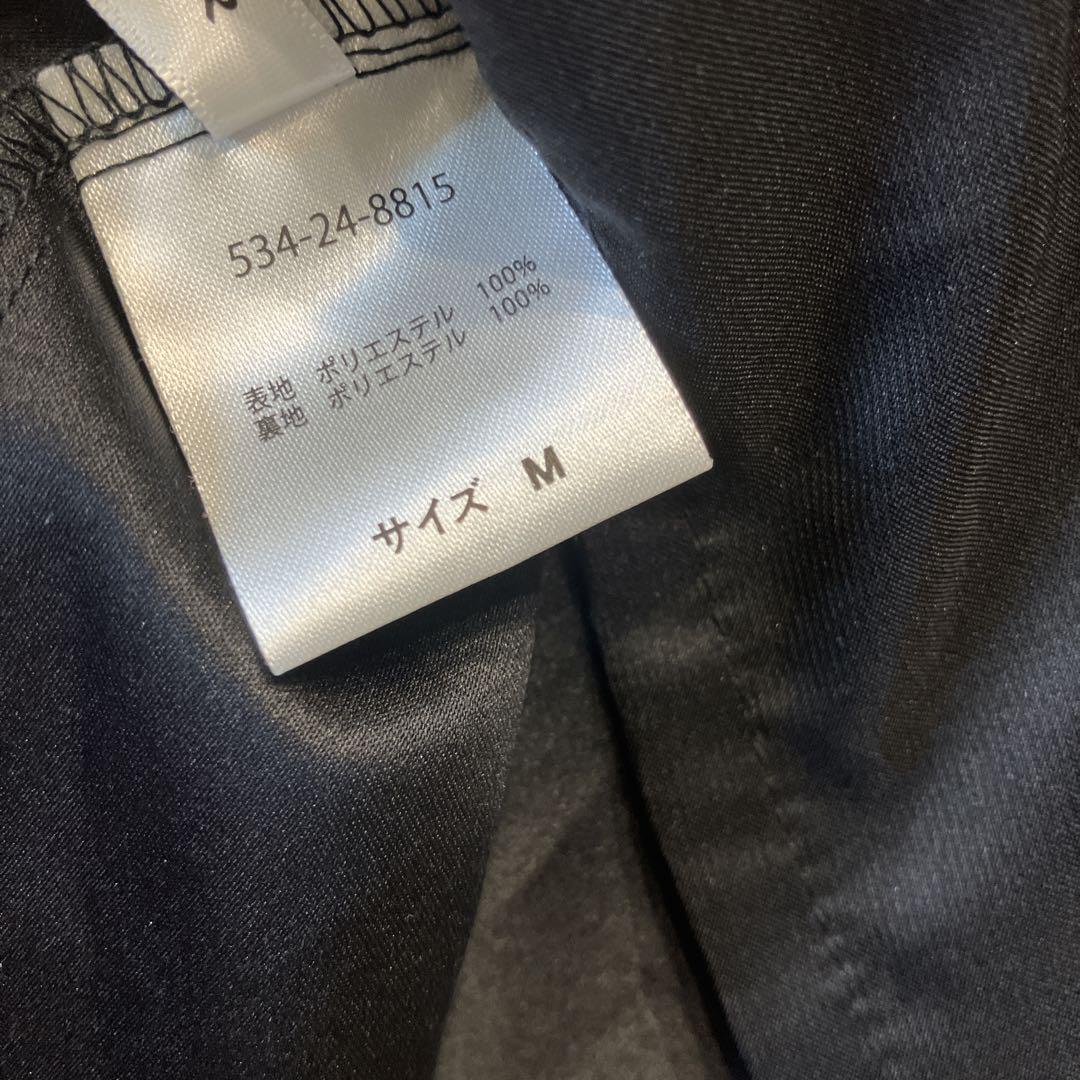 534-24-8815
表地 ポリエステル 100%
裏地 ポリエステル 100%
サイズ M